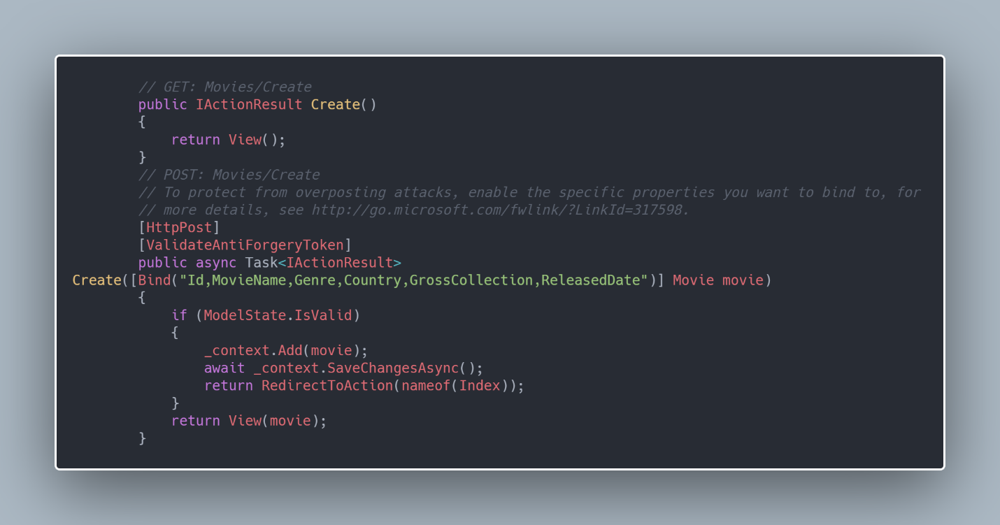 // GET: Movies/Create
public IActionResult Create()
{
return View();
}
// POST: Movies/Create
// To protect from overposting attacks, enable the specific properties you want to bind to, for
// more details, see http://go.microsoft.com/fwlink/?LinkId=317598.
[HttpPost]
[ValidateAntiForgeryToken]
public async Task<IActionResult>
Create([Bind("Id,MovieName,Genre,Country,GrossCollection,ReleasedDate")] Movie movie)
{
if (ModelState.IsValid)
{
_context.Add(movie);
await _context.SaveChangesAsync();
return RedirectToAction(nameof(Index));
}
return View(movie);
}